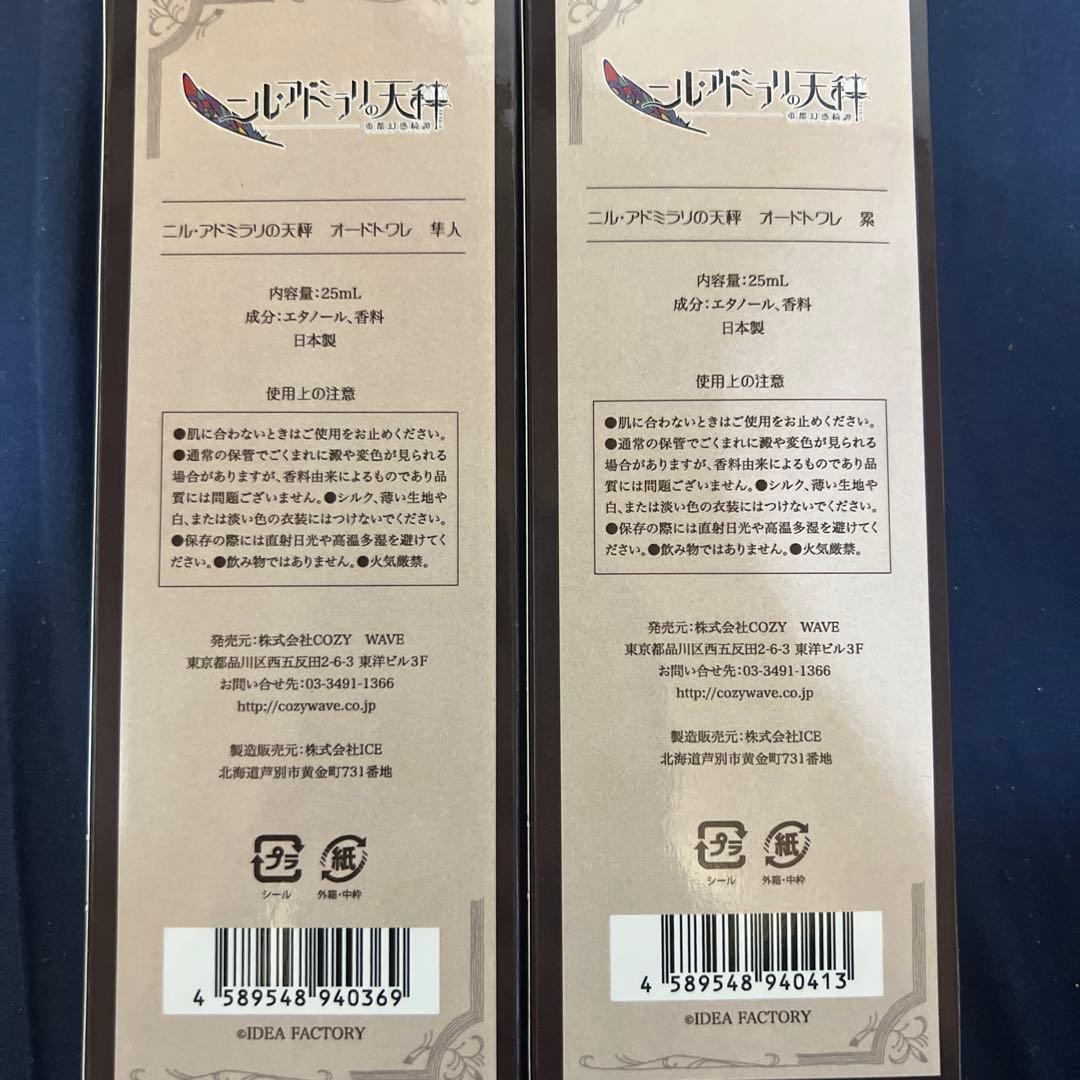 ニル・アドミラリの天秤
帝都幻惑綺譚
ニル・アドミラリの天秤　オードトワレ　隼人
内容量:25mL
成分:エタノール、香料
日本製
使用上の注意
●肌に合わないときはご使用をお止めください。
●通常の保管でごくまれに澱や変色が見られる
場合がありますが、香料由来によるものであり品
質には問題ございません。●シルク、薄い生地や
白、または淡い色の衣装にはつけないでください。
●保存の際には直射日光や高温多湿を避けてく
ださい。●飲み物ではありません。●火気厳禁。
発売元:株式会社COZY　WAVE
東京都品川区西五反田2-6-3 東洋ビル3F
お問い合せ先:03-3491-1366
http://cozywave.co.jp
製造販売元:株式会社ICE
北海道芦別市黄金町731番地
プラ 紙
シール 外箱・中枠
4 589548 940369
©IDEA FACTORY
ニル・アドミラリの天秤
帝都幻惑綺譚
ニル・アドミラリの天秤　オードトワレ　累
内容量:25mL
成分:エタノール、香料
日本製
使用上の注意
●肌に合わないときはご使用をお止めください。
●通常の保管でごくまれに澱や変色が見られる
場合がありますが、香料由来によるものであり品
質には問題ございません。●シルク、薄い生地や
白、または淡い色の衣装にはつけないでください。
●保存の際には直射日光や高温多湿を避けてく
ださい。●飲み物ではありません。●火気厳禁。
発売元:株式会社COZY　WAVE
東京都品川区西五反田2-6-3 東洋ビル3F
お問い合せ先:03-3491-1366
http://cozywave.co.jp
製造販売元:株式会社ICE
北海道芦別市黄金町731番地
プラ 紙
シール 外箱・中枠
4 589548 940413
©IDEA FACTORY